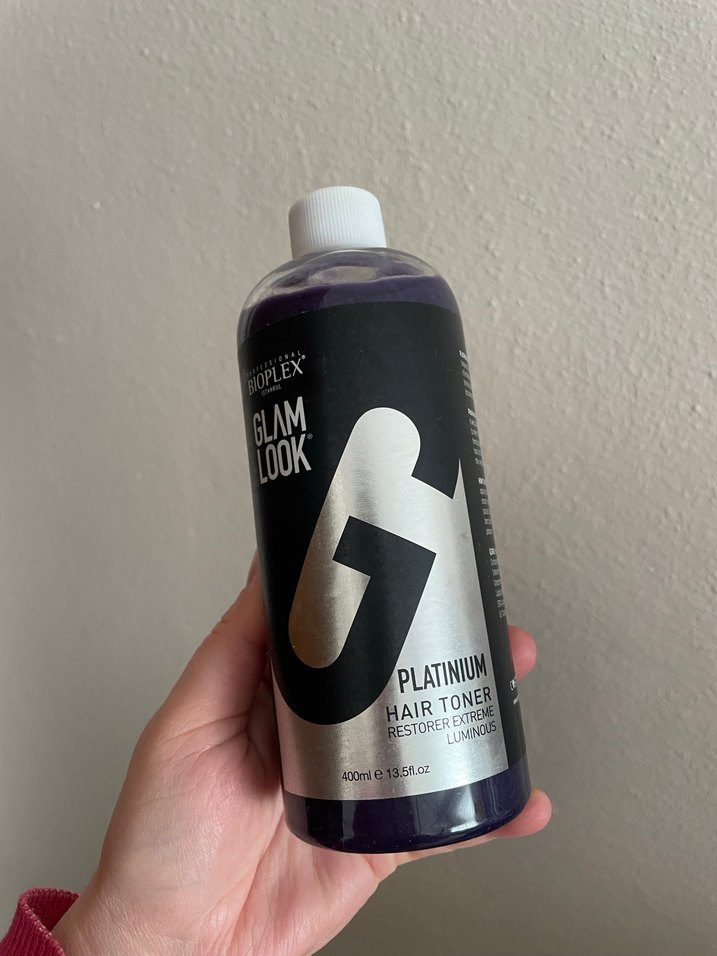 PROFESSIONAL
BIOPLEX®
ISTANBUL
GLAM
LOOK®
PLATINIUM
HAIR TONER
RESTORER EXTREME
LUMINOUS
400ml e 13.5fl.oz